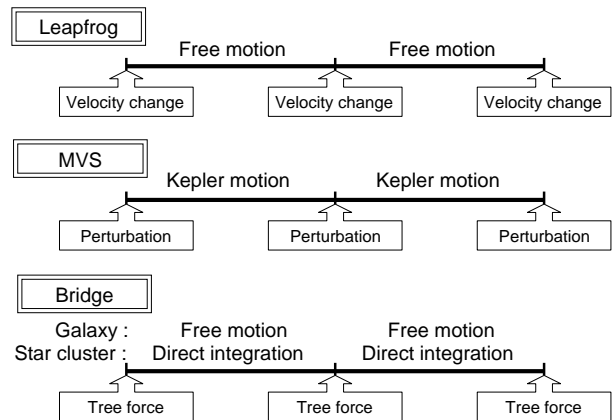 Leapfrog
Free motion Free motion
Velocity change Velocity change Velocity change
MVS
Kepler motion Kepler motion
Perturbation Perturbation Perturbation
Bridge
Galaxy : Free motion Free motion
Star cluster : Direct integration Direct integration
Tree force Tree force Tree force